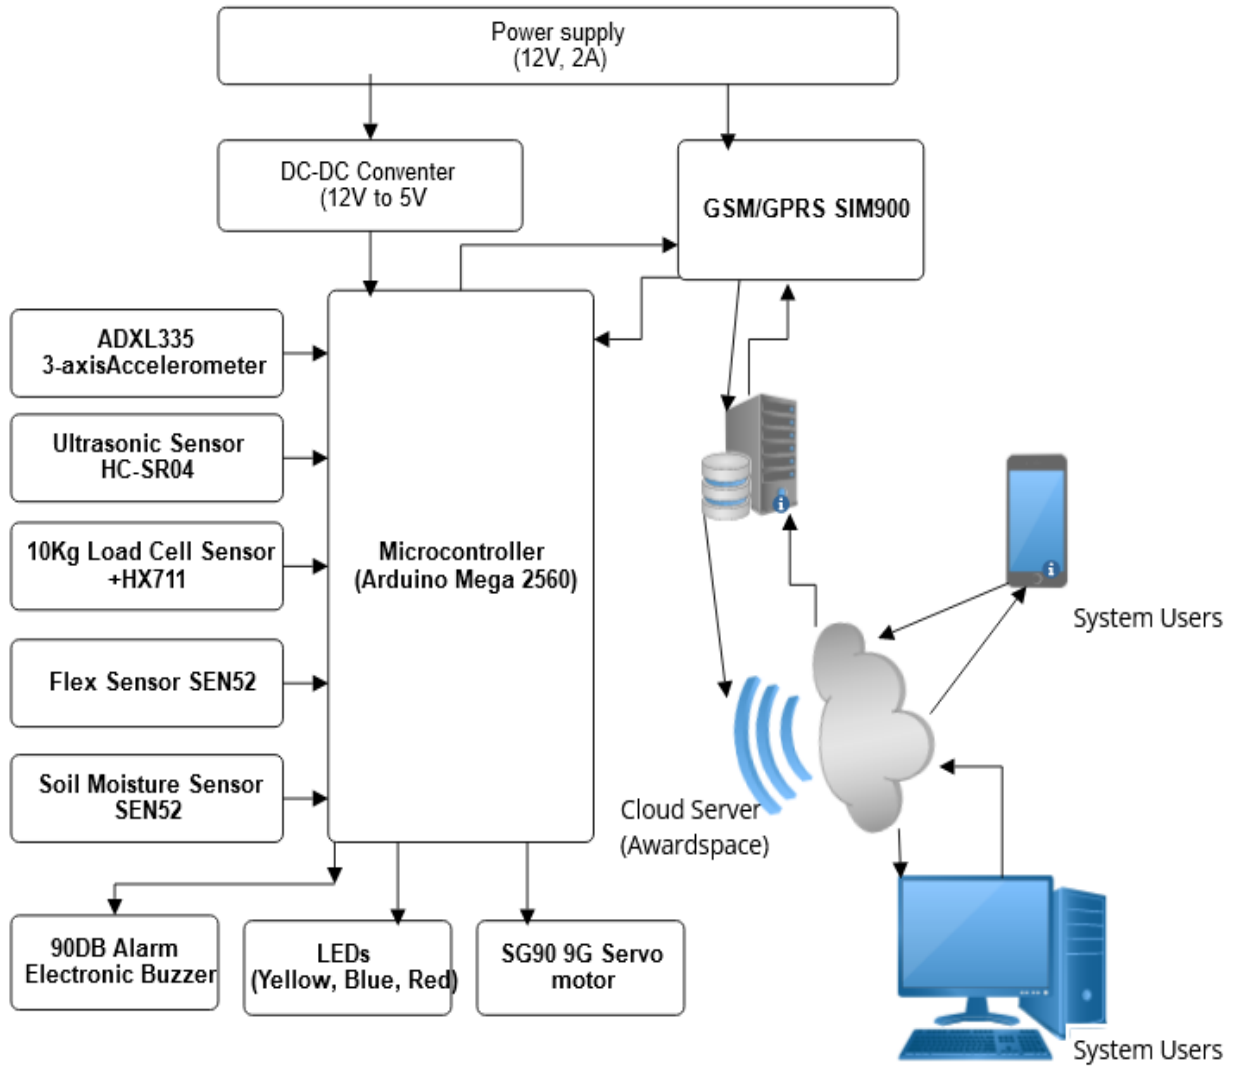 Power supply
(12V, 2A)
DC-DC Conventer
(12V to 5V
GSM/GPRS SIM900
ADXL335
3-axisAccelerometer
Ultrasonic Sensor
HC-SR04
10Kg Load Cell Sensor
+HX711
Flex Sensor SEN52
Soil Moisture Sensor
SEN52
Microcontroller
(Arduino Mega 2560)
System Users
Cloud Server
(Awardspace)
90DB Alarm
Electronic Buzzer
LEDs
(Yellow, Blue, Red)
SG90 9G Servo
motor
System Users